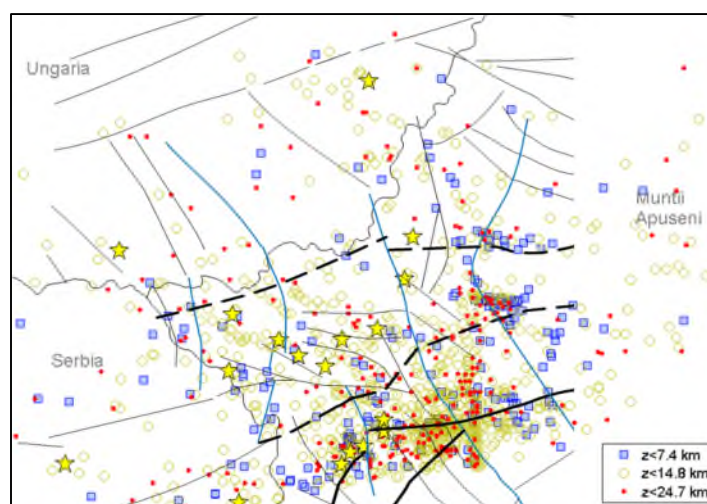 Ungaria
Muntii
Apuseni
Serbia
z<7.4 km
z<14.8 km
z<24.7 km